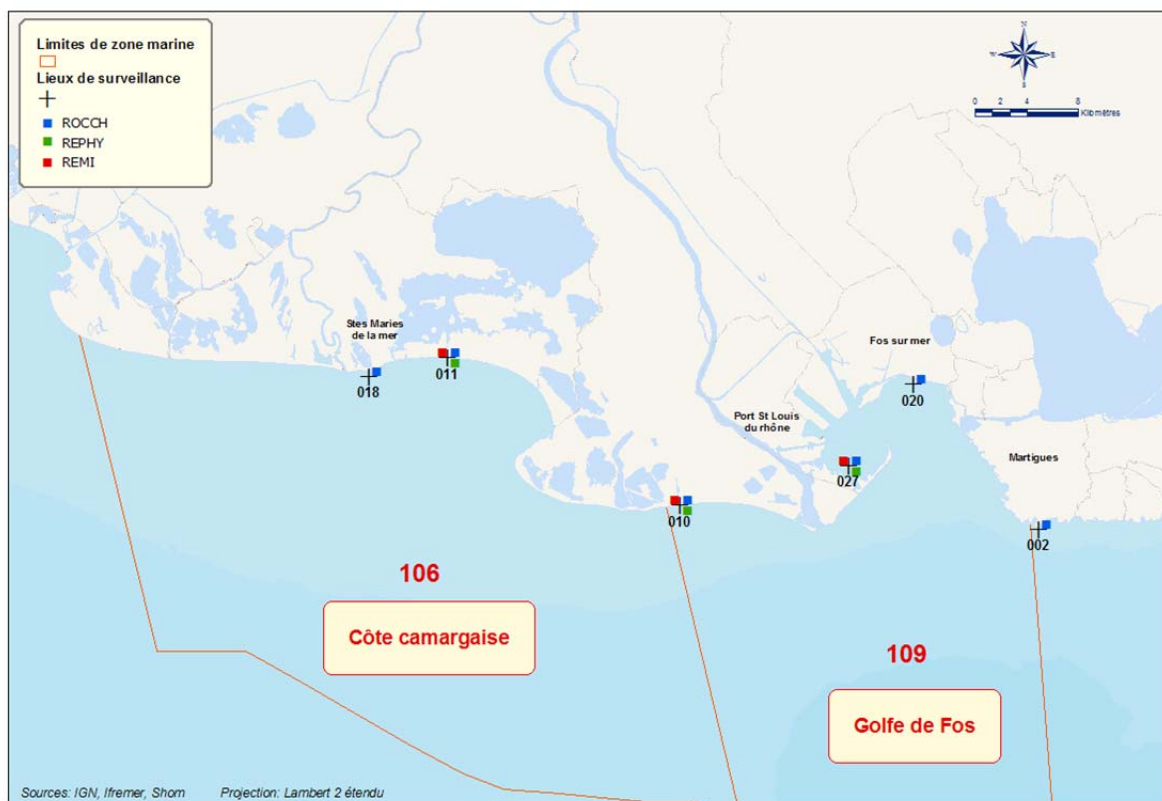 Limites de zone marine
Lieux de surveillance
ROCCH
REPHY
REMI
N
W E
S
0 2 4 8
Kilomètres
Stes Maries
de la mer
011
018
Fos sur mer
020
Port St Louis
du rhône
027
Martigues
010
002
106
Côte camargaise
109
Golfe de Fos
Sources: IGN, Ifremer, Shom Projection: Lambert 2 étendu